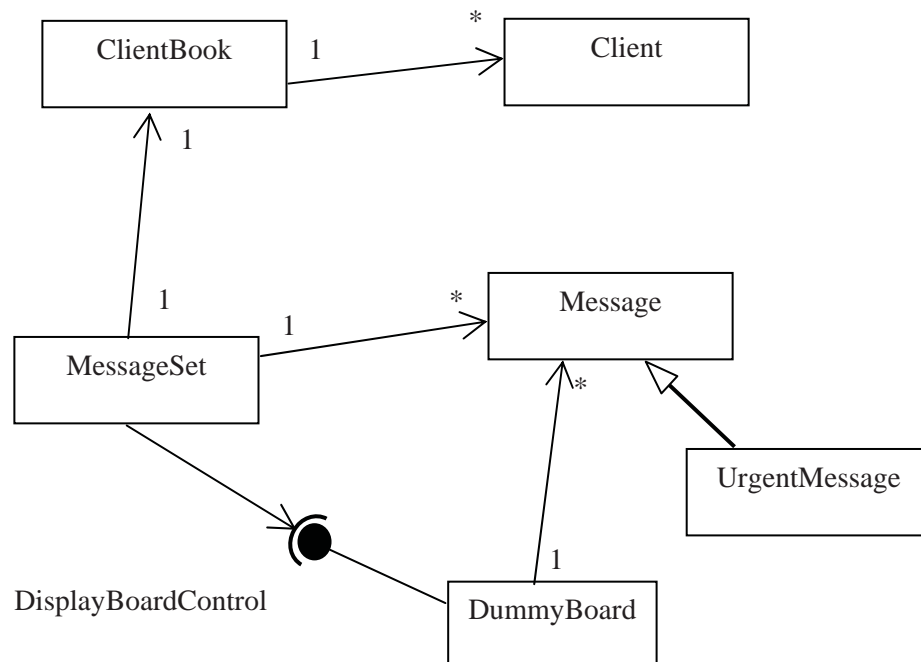 *
ClientBook
1
Client
1
1
*
Message
1
MessageSet
*
UrgentMessage
1
DisplayBoardControl
DummyBoard